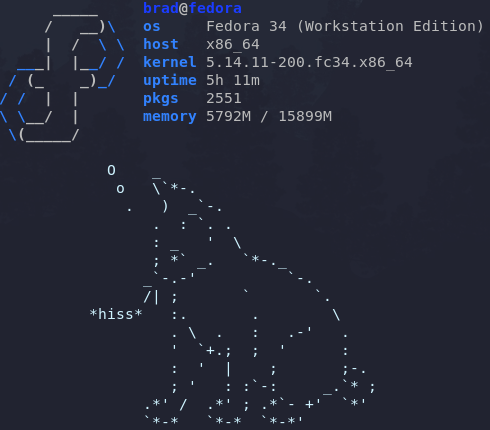 brad@fedora
os Fedora 34 (Workstation Edition)
host x86_64
kernel 5.14.11-200.fc34.x86_64
uptime 5h 11m
pkgs 2551
memory 5792M / 15899M
*hiss*